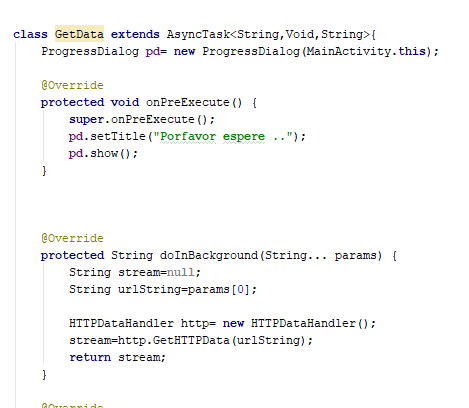 class GetData extends AsyncTask<String,Void,String>{
ProgressDialog pd= new ProgressDialog(MainActivity.this);
@Override
protected void onPreExecute() {
super.onPreExecute();
pd.setTitle("Porfavor espere ..");
pd.show();
}
@Override
protected String doInBackground(String... params) {
String stream=null;
String urlString=params[0];
HTTPDataHandler http= new HTTPDataHandler();
stream=http.GetHTTPData(urlString);
return stream;
}
@Override